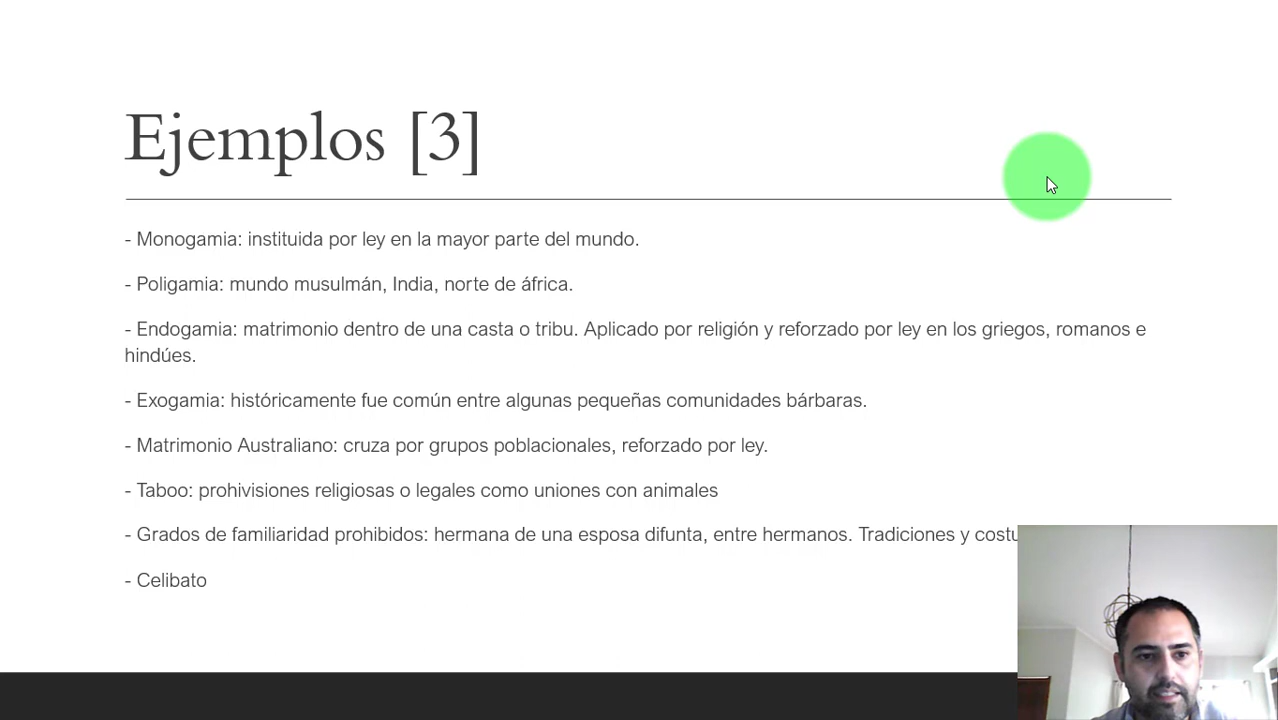 Ejemplos [3]
- Monogamia: instituida por ley en la mayor parte del mundo.
- Poligamia: mundo musulmán, India, norte de áfrica.
- Endogamia: matrimonio dentro de una casta o tribu. Aplicado por religión y reforzado por ley en los griegos, romanos e
hindúes.
- Exogamia: históricamente fue común entre algunas pequeñas comunidades bárbaras.
- Matrimonio Australiano: cruza por grupos poblacionales, reforzado por ley.
- Taboo: prohivisiones religiosas o legales como uniones con animales
- Grados de familiaridad prohibidos: hermana de una esposa difunta, entre hermanos. Tradiciones y
- Celibato